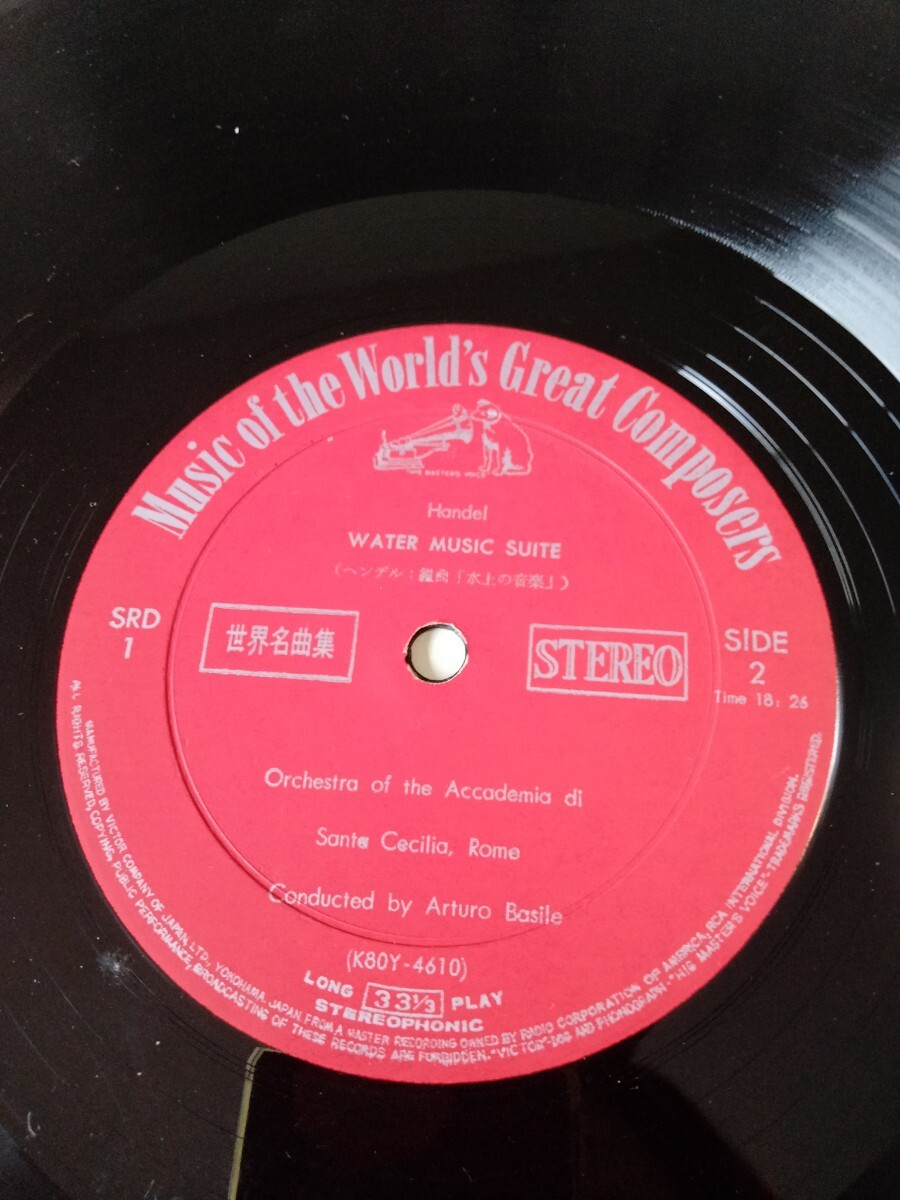 Music of the World's Great Composers
"HIS MASTER'S VOICE"
Handel
WATER MUSIC SUITE
(ヘンデル:組曲「水上の音楽」)
SRD
1
世界名曲集
STEREO
SIDE
2
Time 18: 26
Orchestra of the Accademia di
Santa Cecilia, Rome
Conducted by Arturo Basile
(K80Y-4610)
LONG 33⅓ PLAY
STEREOPHONIC
MANUFACTURED BY VICTOR COMPANY OF JAPAN, LTD., YOKOHAMA, JAPAN. FROM A MASTER RECORDING OWNED BY RADIO CORPORATION OF AMERICA, RCA INTERNATIONAL DIVISION.
ALL RIGHTS RESERVED, COPYING, PUBLIC PERFORMANCE, BROADCASTING OF THESE RECORDS ARE FORBIDDEN. "VICTOR"-DOG AND PHONOGRAPH-"HIS MASTER'S VOICE"-TRADEMARKS REGISTERED.